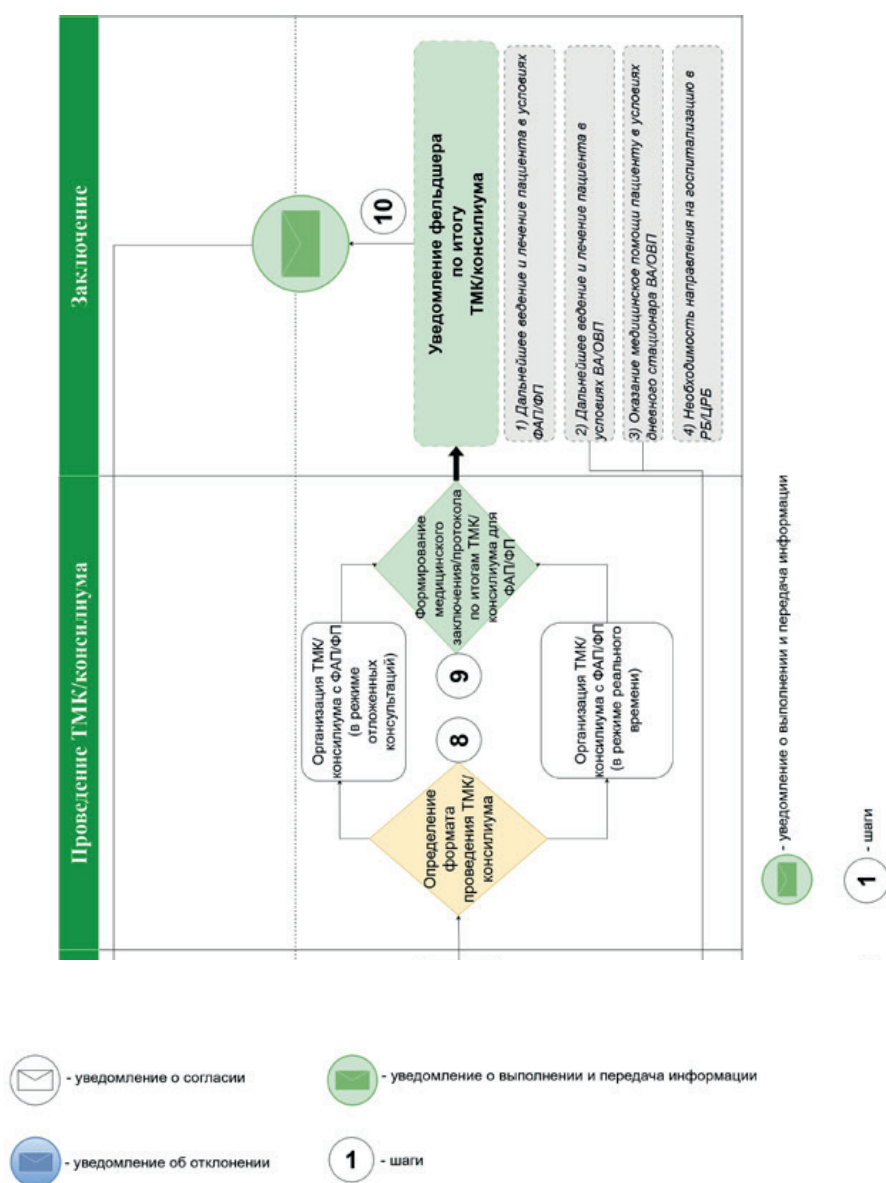 Проведение ТМК/консилиума
Заключение
Определение
формата
проведения ТМК/
консилиума
8
Организация ТМК/
консилиума с ФАП/ФП
(в режиме
отложенных
консультаций)
Организация ТМК/
консилиума с ФАП/ФП
(в режиме реального
времени)
9
Формирование
медицинского
заключения/протокола
по итогам ТМК/
консилиума для
ФАП/ФП
10
Уведомление фельдшера
по итогу
ТМК/консилиума
1) Дальнейшее ведение и лечение пациента в условиях
ФАП/ФП
2) Дальнейшее ведение и лечение пациента в
условиях ВА/ОВП
3) Оказание медицинское помощи пациенту в условиях
дневного стационара ВА/ОВП
4) Необходимость направления на госпитализацию в
РБ/ЦРБ
- уведомление о выполнении и передача информации
1 - шаги
- уведомление о согласии
- уведомление о выполнении и передача информации
- уведомление об отклонении
1 - шаги